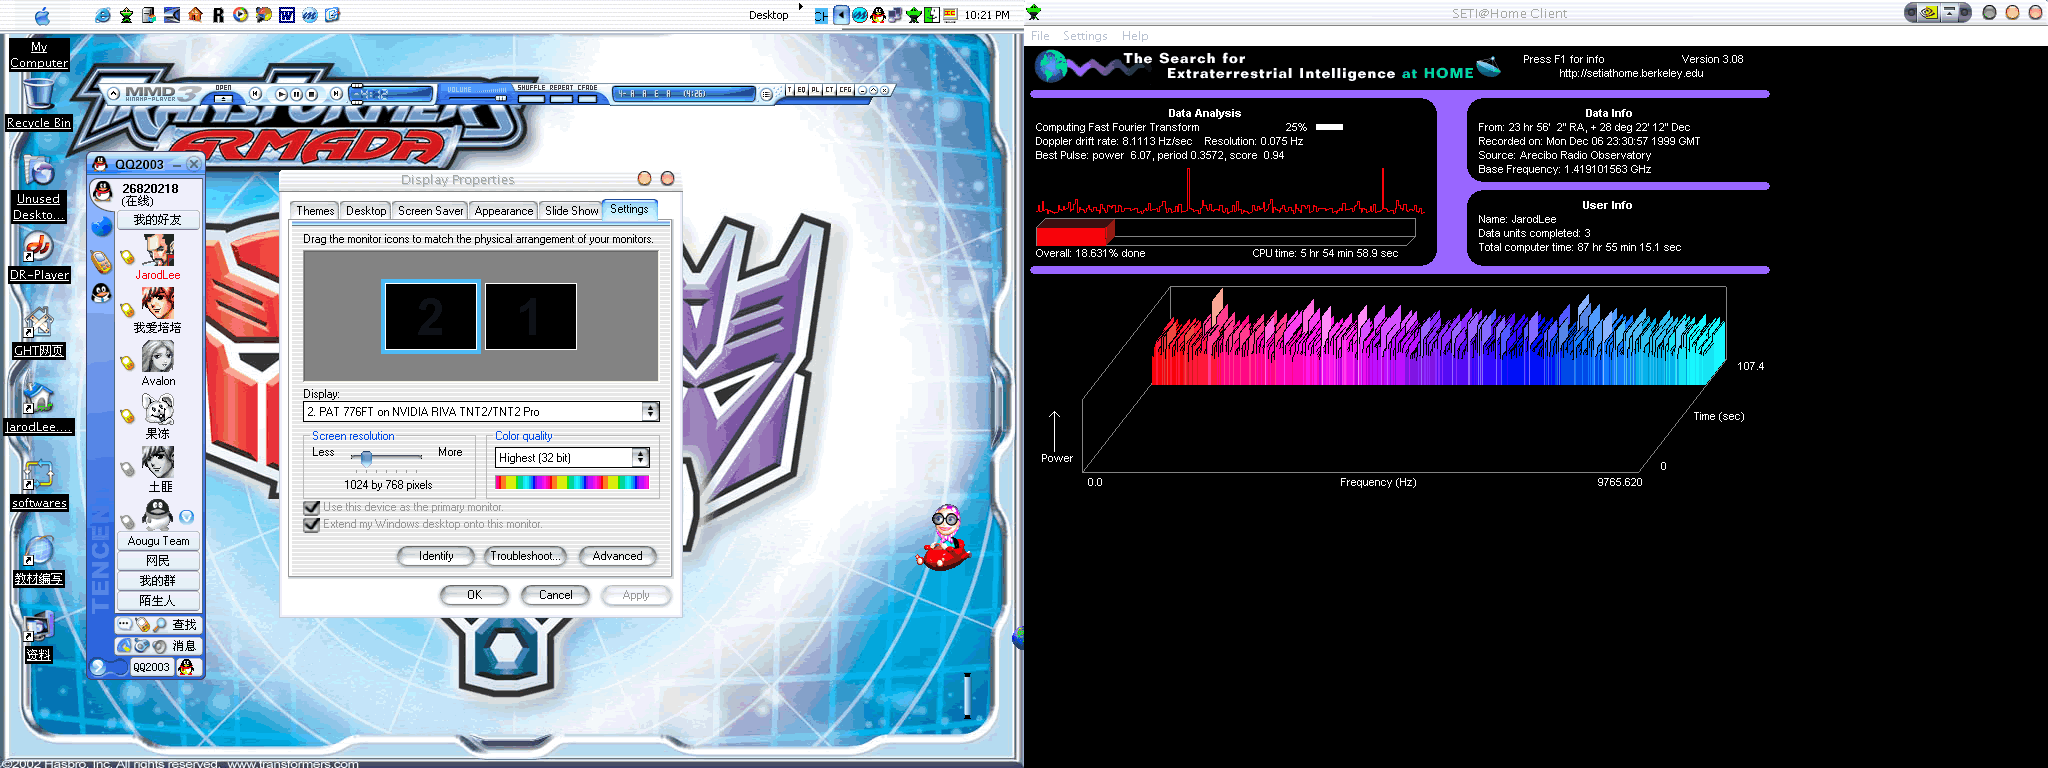 Desktop
CH
10:21 PM
My
Computer
Recycle Bin
Unused
Deskto...
DR-Player
GHT网页
JarodLee....
softwares
教材编写
资料
TRANSFORMERS
ARMADA
MMD3
WINAMP-PLAYER
OPEN
-4:12
VOLUME
SHUFFLE REPEAT CFADE
4- A R E A (4:26)
T EQ PL CT CFG
QQ2003
26820218
(在线)
我的好友
JarodLee
我爱培培
Avalon
果冻
土匪
Aougu Team
网民
我的群
陌生人
查找
消息
QQ2003
TENCEN
Display Properties
Themes
Desktop
Screen Saver
Appearance
Slide Show
Settings
Drag the monitor icons to match the physical arrangement of your monitors.
2
1
Display:
2. PAT 776FT on NVIDIA RIVA TNT2/TNT2 Pro
Screen resolution
Less
More
1024 by 768 pixels
Color quality
Highest (32 bit)
Use this device as the primary monitor.
Extend my Windows desktop onto this monitor.
Identify
Troubleshoot...
Advanced
OK
Cancel
Apply
©2002 Hasbro, Inc. All rights reserved. www.transformers.com
SETI@Home Client
File Settings Help
The Search for
Extraterrestrial Intelligence at HOME
Press F1 for info
Version 3.08
http://setiathome.berkeley.edu
Data Analysis
Computing Fast Fourier Transform 25%
Doppler drift rate: 8.1113 Hz/sec Resolution: 0.075 Hz
Best Pulse: power 6.07, period 0.3572, score 0.94
Overall: 18.631% done
CPU time: 5 hr 54 min 58.9 sec
Data Info
From: 23 hr 56' 2" RA, + 28 deg 22' 12" Dec
Recorded on: Mon Dec 06 23:30:57 1999 GMT
Source: Arecibo Radio Observatory
Base Frequency: 1.419101563 GHz
User Info
Name: JarodLee
Data units completed: 3
Total computer time: 87 hr 55 min 15.1 sec
107.4
Time (sec)
0
Power
0.0
Frequency (Hz)
9765.620